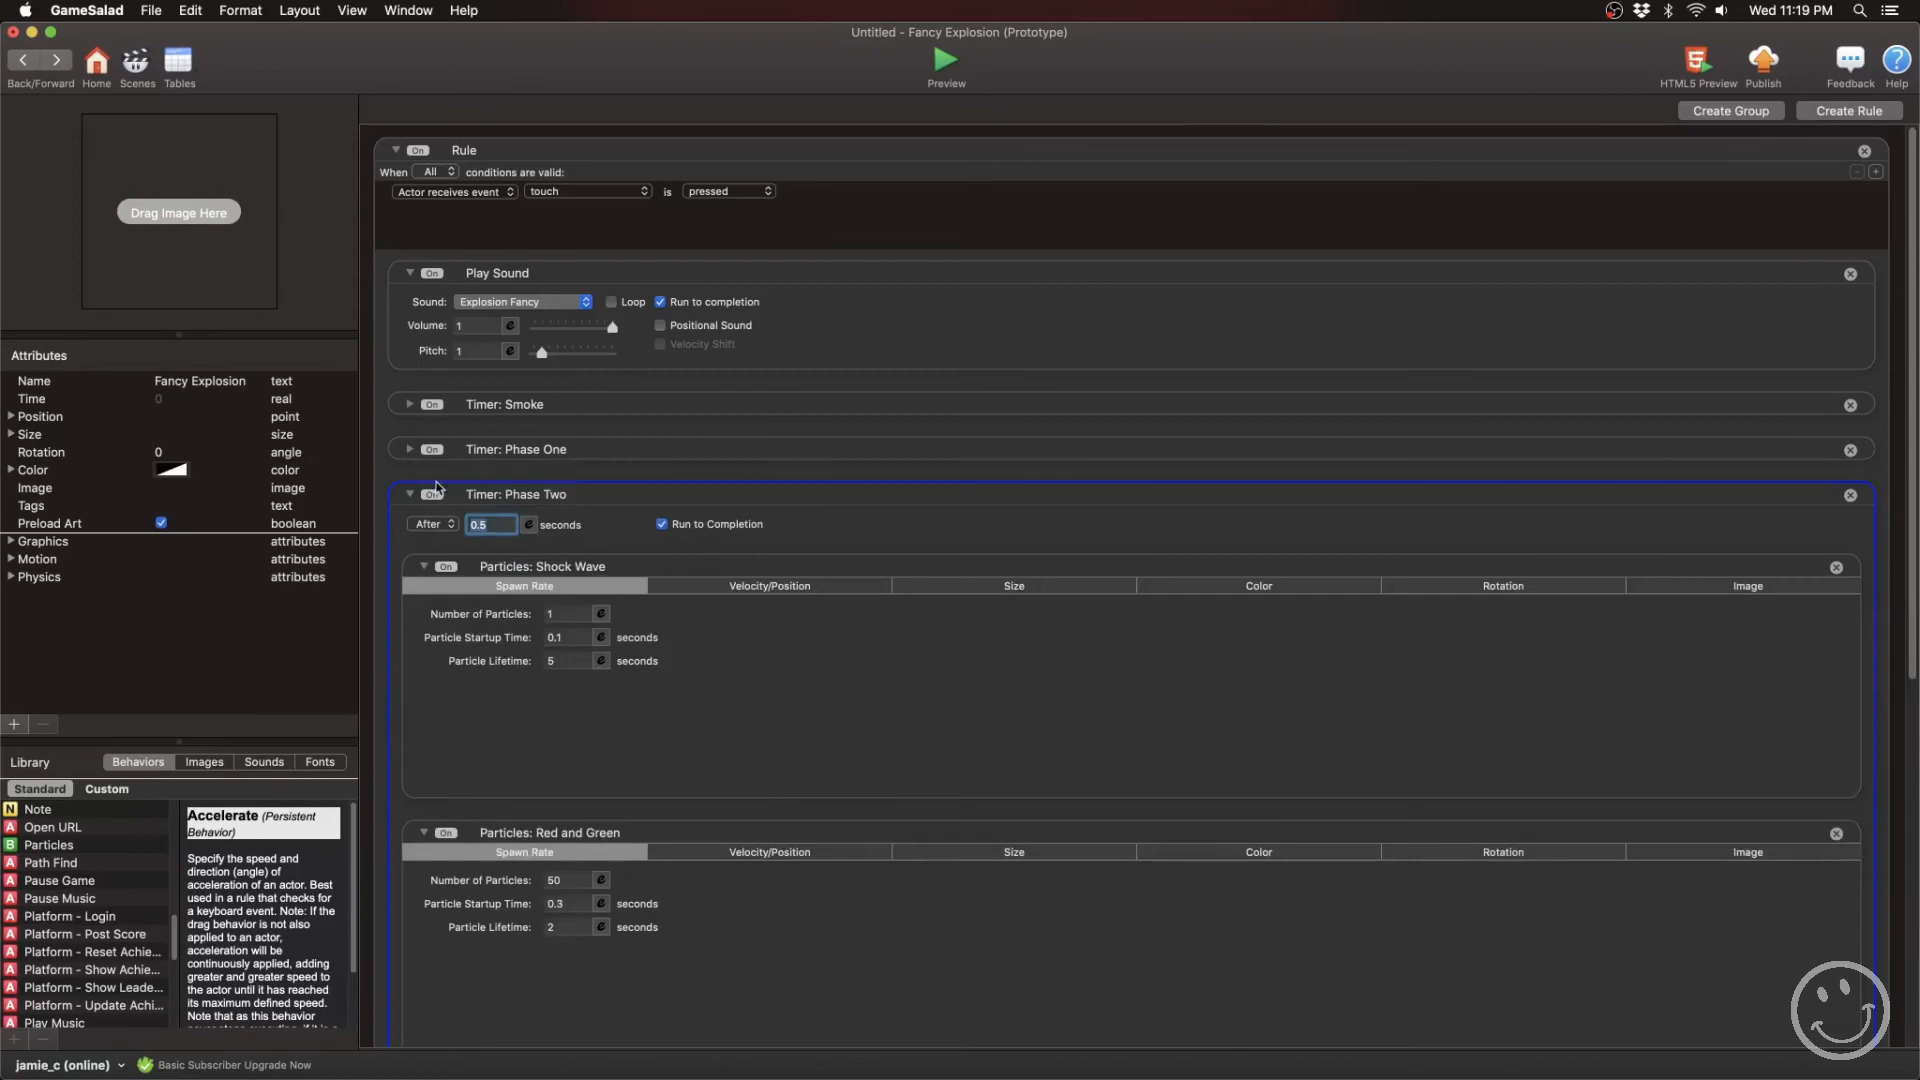 GameSalad File Edit Format Layout View Window Help Wed 11:19 PM
Untitled - Fancy Explosion (Prototype)
Back/Forward Home Scenes Tables Preview HTML5 Preview Publish Feedback Help
Create Group Create Rule
Drag Image Here
Attributes
Name Fancy Explosion text
Time 0 real
Position point
Size size
Rotation 0 angle
Color color
Image image
Tags text
Preload Art boolean
Graphics attributes
Motion attributes
Physics attributes
Library Behaviors Images Sounds Fonts
Standard Custom
N Note
A Open URL
B Particles
A Path Find
A Pause Game
A Pause Music
A Platform - Login
A Platform - Post Score
A Platform - Reset Achie...
A Platform - Show Achie...
A Platform - Show Leade...
A Platform - Update Achi...
A Play Music
Accelerate (Persistent
Behavior)
Specify the speed and
direction (angle) of
acceleration of an actor. Best
used in a rule that checks for
a keyboard event. Note: If the
drag behavior is not also
applied to an actor,
acceleration will be
continuously applied, adding
greater and greater speed to
the actor until it has reached
its maximum defined speed.
Note that as this behavior
On Rule
When All conditions are valid:
Actor receives event touch is pressed
On Play Sound
Sound: Explosion Fancy Loop Run to completion
Volume: 1 e Positional Sound
Velocity Shift
Pitch: 1 e
On Timer: Smoke
On Timer: Phase One
On Timer: Phase Two
After 0.5 e seconds Run to Completion
On Particles: Shock Wave
Spawn Rate Velocity/Position Size Color Rotation Image
Number of Particles: 1 e
Particle Startup Time: 0.1 e seconds
Particle Lifetime: 5 e seconds
On Particles: Red and Green
Spawn Rate Velocity/Position Size Color Rotation Image
Number of Particles: 50 e
Particle Startup Time: 0.3 e seconds
Particle Lifetime: 2 e seconds
jamie_c (online) Basic Subscriber Upgrade Now